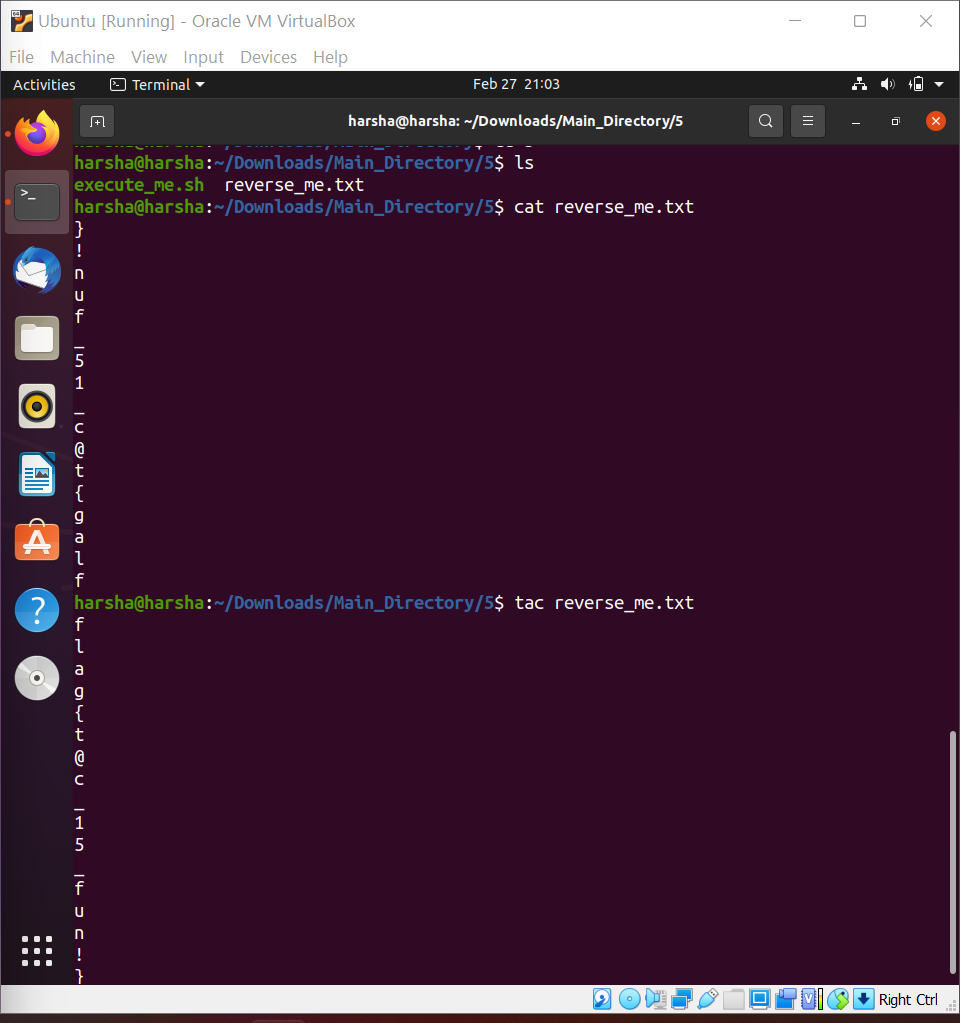 Ubuntu [Running] - Oracle VM VirtualBox
File Machine View Input Devices Help
Activities Terminal Feb 27 21:03
harsha@harsha: ~/Downloads/Main_Directory/5
harsha@harsha:~/Downloads/Main_Directory/5$ ls
execute_me.sh reverse_me.txt
harsha@harsha:~/Downloads/Main_Directory/5$ cat reverse_me.txt
}
!
n
u
f
_
5
1
_
c
@
t
{
g
a
l
f
harsha@harsha:~/Downloads/Main_Directory/5$ tac reverse_me.txt
f
l
a
g
{
t
@
c
_
1
5
_
f
u
n
!
}
Right Ctrl